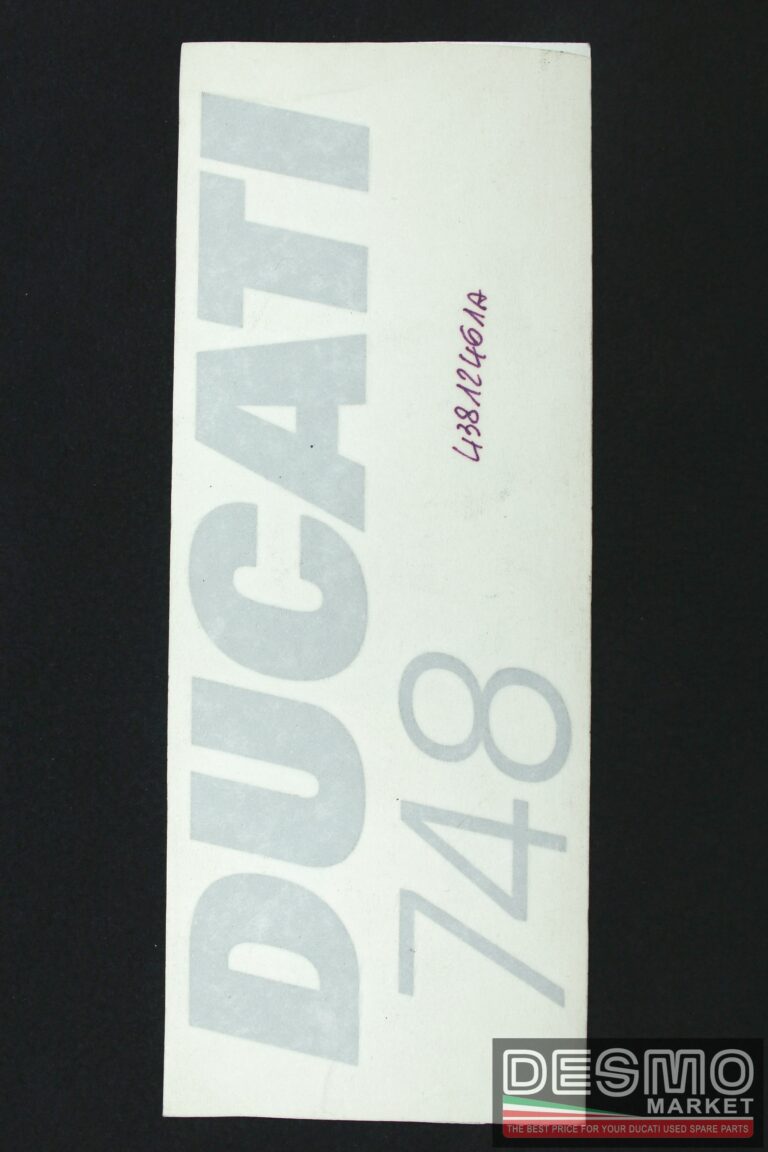 DUCATI
748
43812461A
DESMO
MARKET
THE BEST PRICE FOR YOUR DUCATI USED SPARE PARTS